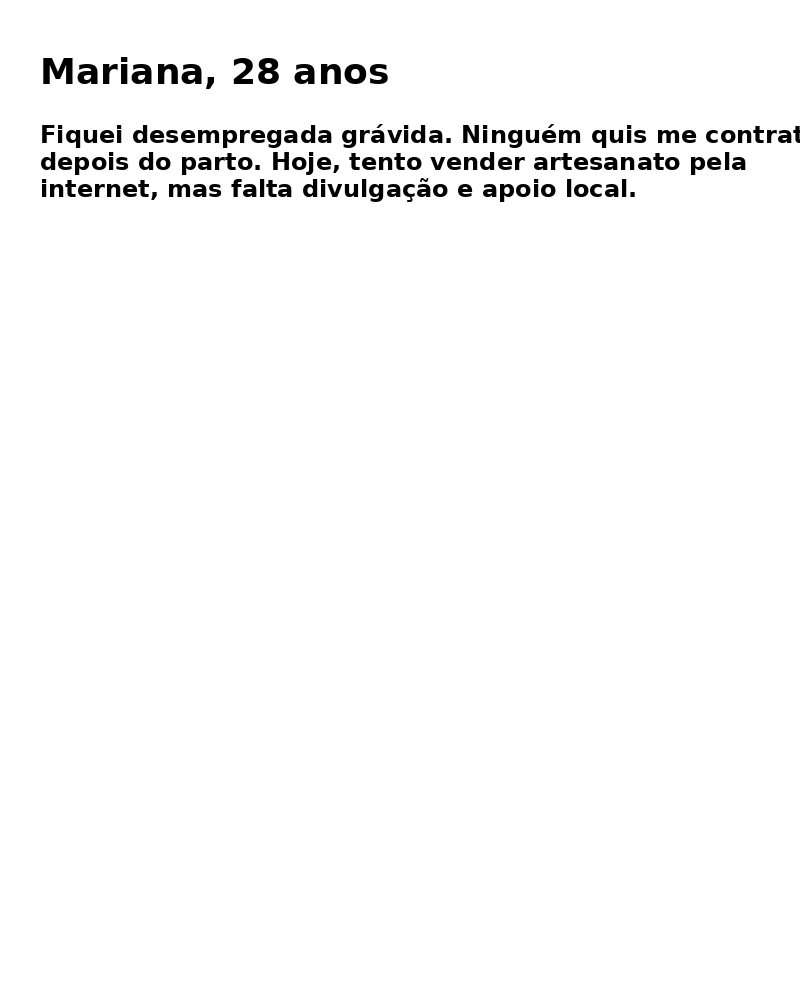 Mariana, 28 anos
Fiquei desempregada grávida. Ninguém quis me contrat
depois do parto. Hoje, tento vender artesanato pela
internet, mas falta divulgação e apoio local.